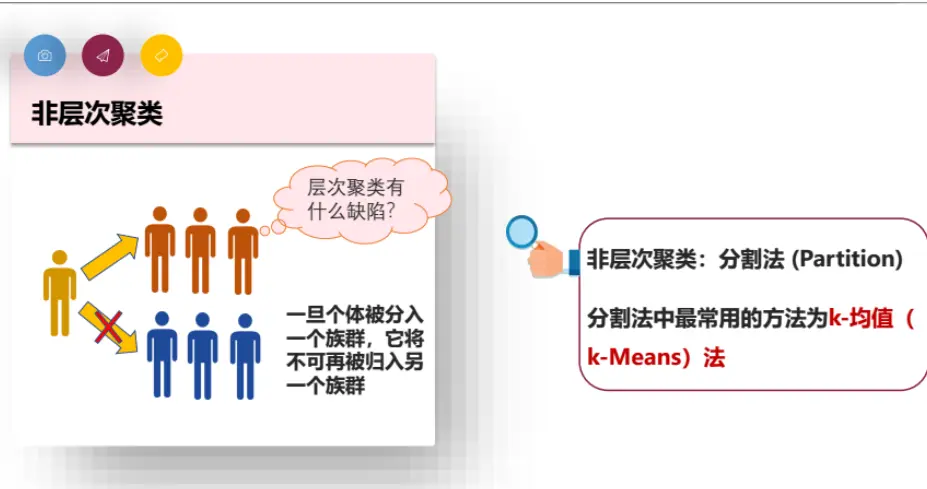 非层次聚类
层次聚类有
什么缺陷？
一旦个体被分入
一个族群，它将
不可再被归入另
一个族群
非层次聚类：分割法 (Partition)
分割法中最常用的方法为k-均值（
k-Means）法